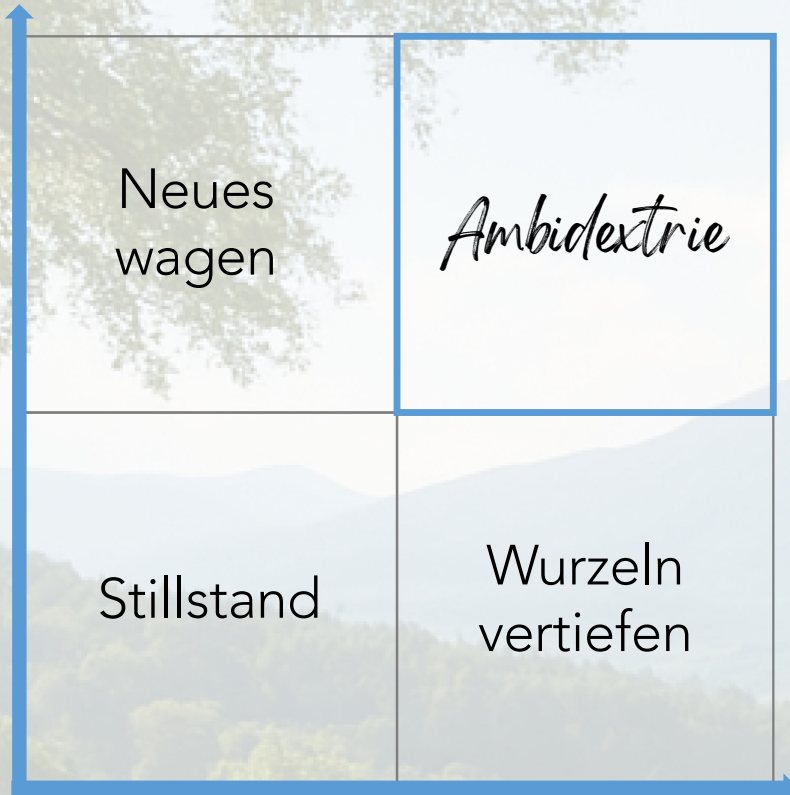 Neues
wagen
Ambidextrie
Stillstand
Wurzeln
vertiefen